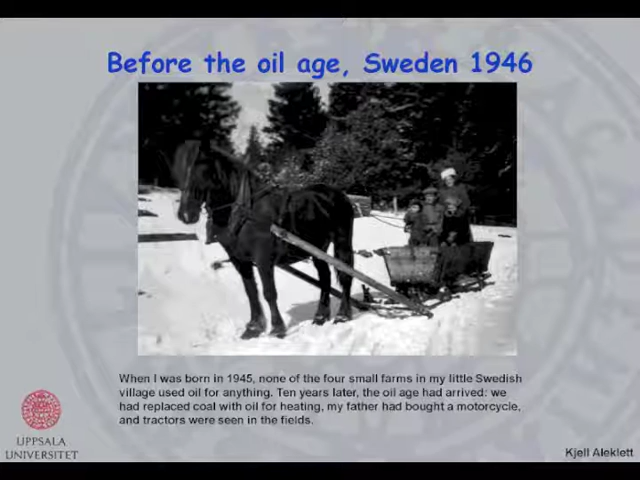 Before the oil age, Sweden 1946
When I was born in 1945, none of the four small farms in my little Swedish
village used oil for anything. Ten years later, the oil age had arrived: we
had replaced coal with oil for heating, my father had bought a motorcycle,
and tractors were seen in the fields.
UPPSALA
UNIVERSITET
Kjell Aleklett